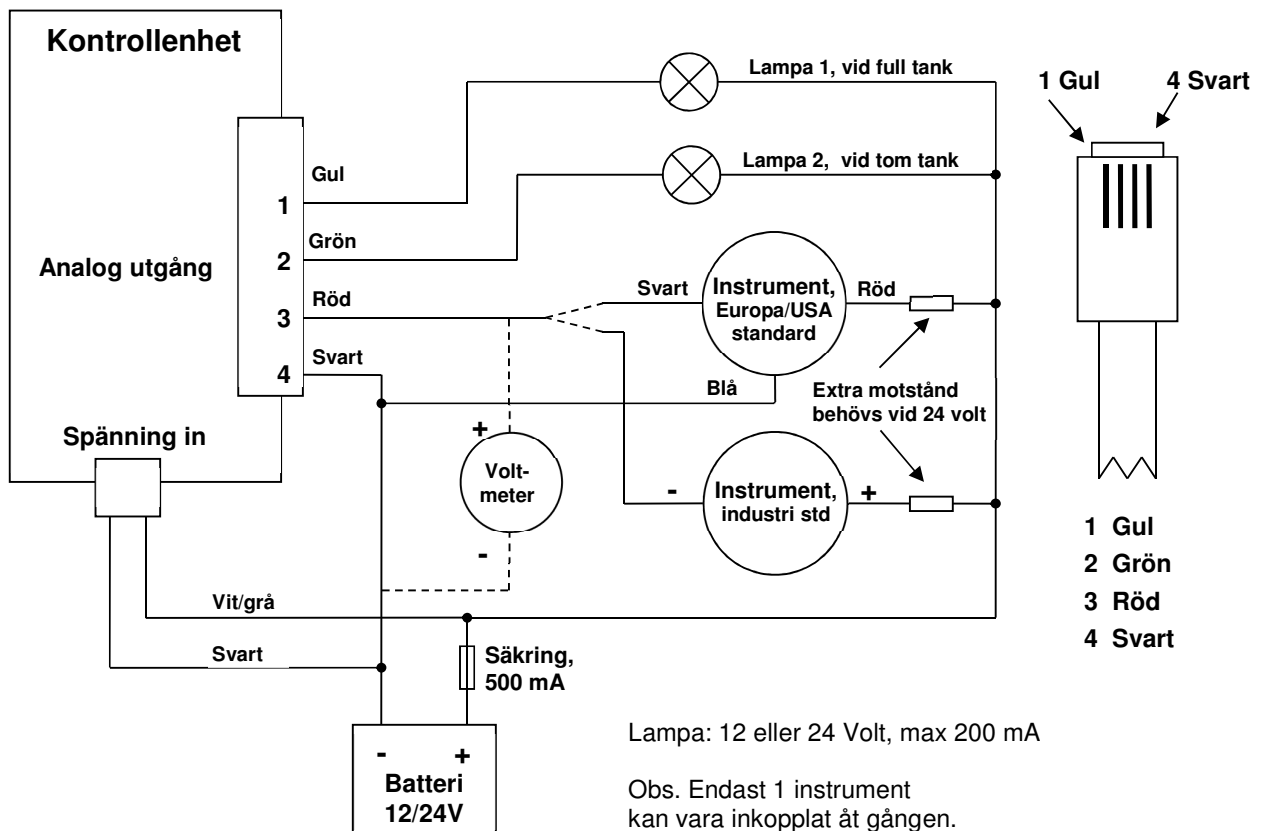 Kontrollenhet
Lampa 1, vid full tank
1 Gul
4 Svart
Gul
1
Lampa 2, vid tom tank
Grön
Analog utgång
2
Röd
3
Svart
Instrument,
Europa/USA
standard
Röd
Svart
4
Blå
Extra motstånd
behövs vid 24 volt
Spänning in
+
Volt-
meter
-
-
Instrument,
industri std
+
1 Gul
2 Grön
3 Röd
4 Svart
Vit/grå
Svart
Säkring,
500 mA
- +
Batteri
12/24V
Lampa: 12 eller 24 Volt, max 200 mA
Obs. Endast 1 instrument
kan vara inkopplat åt gången.